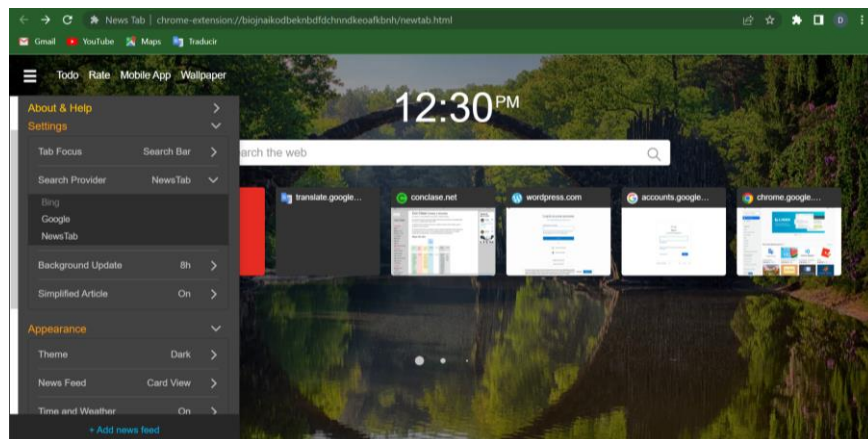 News Tab | chrome-extension://biojnaikodbeknbdfdchnndkeoafkbnh/newtab.html
D
Gmail YouTube Maps Traducir
Todo Rate Mobile App Wallpaper
12:30 PM
About & Help
Settings
Tab Focus Search Bar
Search Provider NewsTab
Bing
Google
NewsTab
Background Update 8h
Simplified Article On
Appearance
Theme Dark
News Feed Card View
Time and Weather On
+ Add news feed
arch the web
translate.google... conclase.net wordpress.com accounts.google... chrome.google....